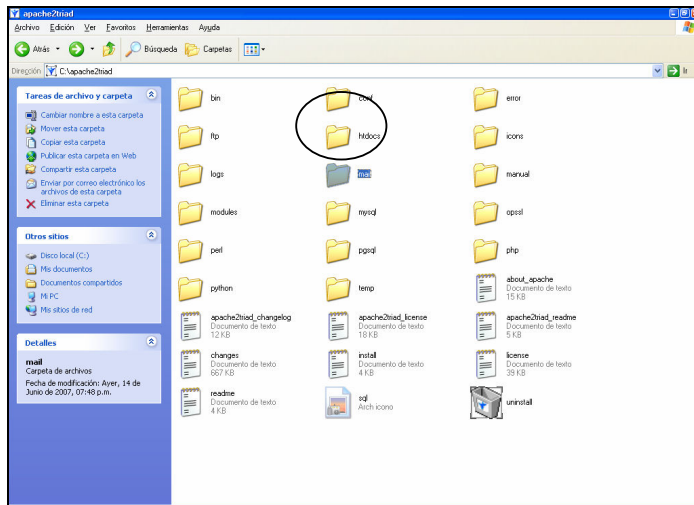 apache2triad
Archivo Edición Ver Favoritos Herramientas Ayuda
Atrás Búsqueda Carpetas
Dirección C:\apache2triad Ir
Tareas de archivo y carpeta
Cambiar nombre a esta carpeta
Mover esta carpeta
Copiar esta carpeta
Publicar esta carpeta en Web
Compartir esta carpeta
Enviar por correo electrónico los
archivos de esta carpeta
Eliminar esta carpeta
Otros sitios
Disco local (C:)
Mis documentos
Documentos compartidos
Mi PC
Mis sitios de red
Detalles
mail
Carpeta de archivos
Fecha de modificación: Ayer, 14 de
Junio de 2007, 07:48 p.m.
bin conf error
ftp htdocs icons
logs mail manual
modules mysql opssl
perl pgsql php
python temp about_apache
Documento de texto
15 KB
apache2triad_changelog apache2triad_license apache2triad_readme
Documento de texto Documento de texto Documento de texto
12 KB 18 KB 5 KB
changes install license
Documento de texto Documento de texto Documento de texto
667 KB 4 KB 39 KB
readme sql uninstall
Documento de texto Arch icono
4 KB